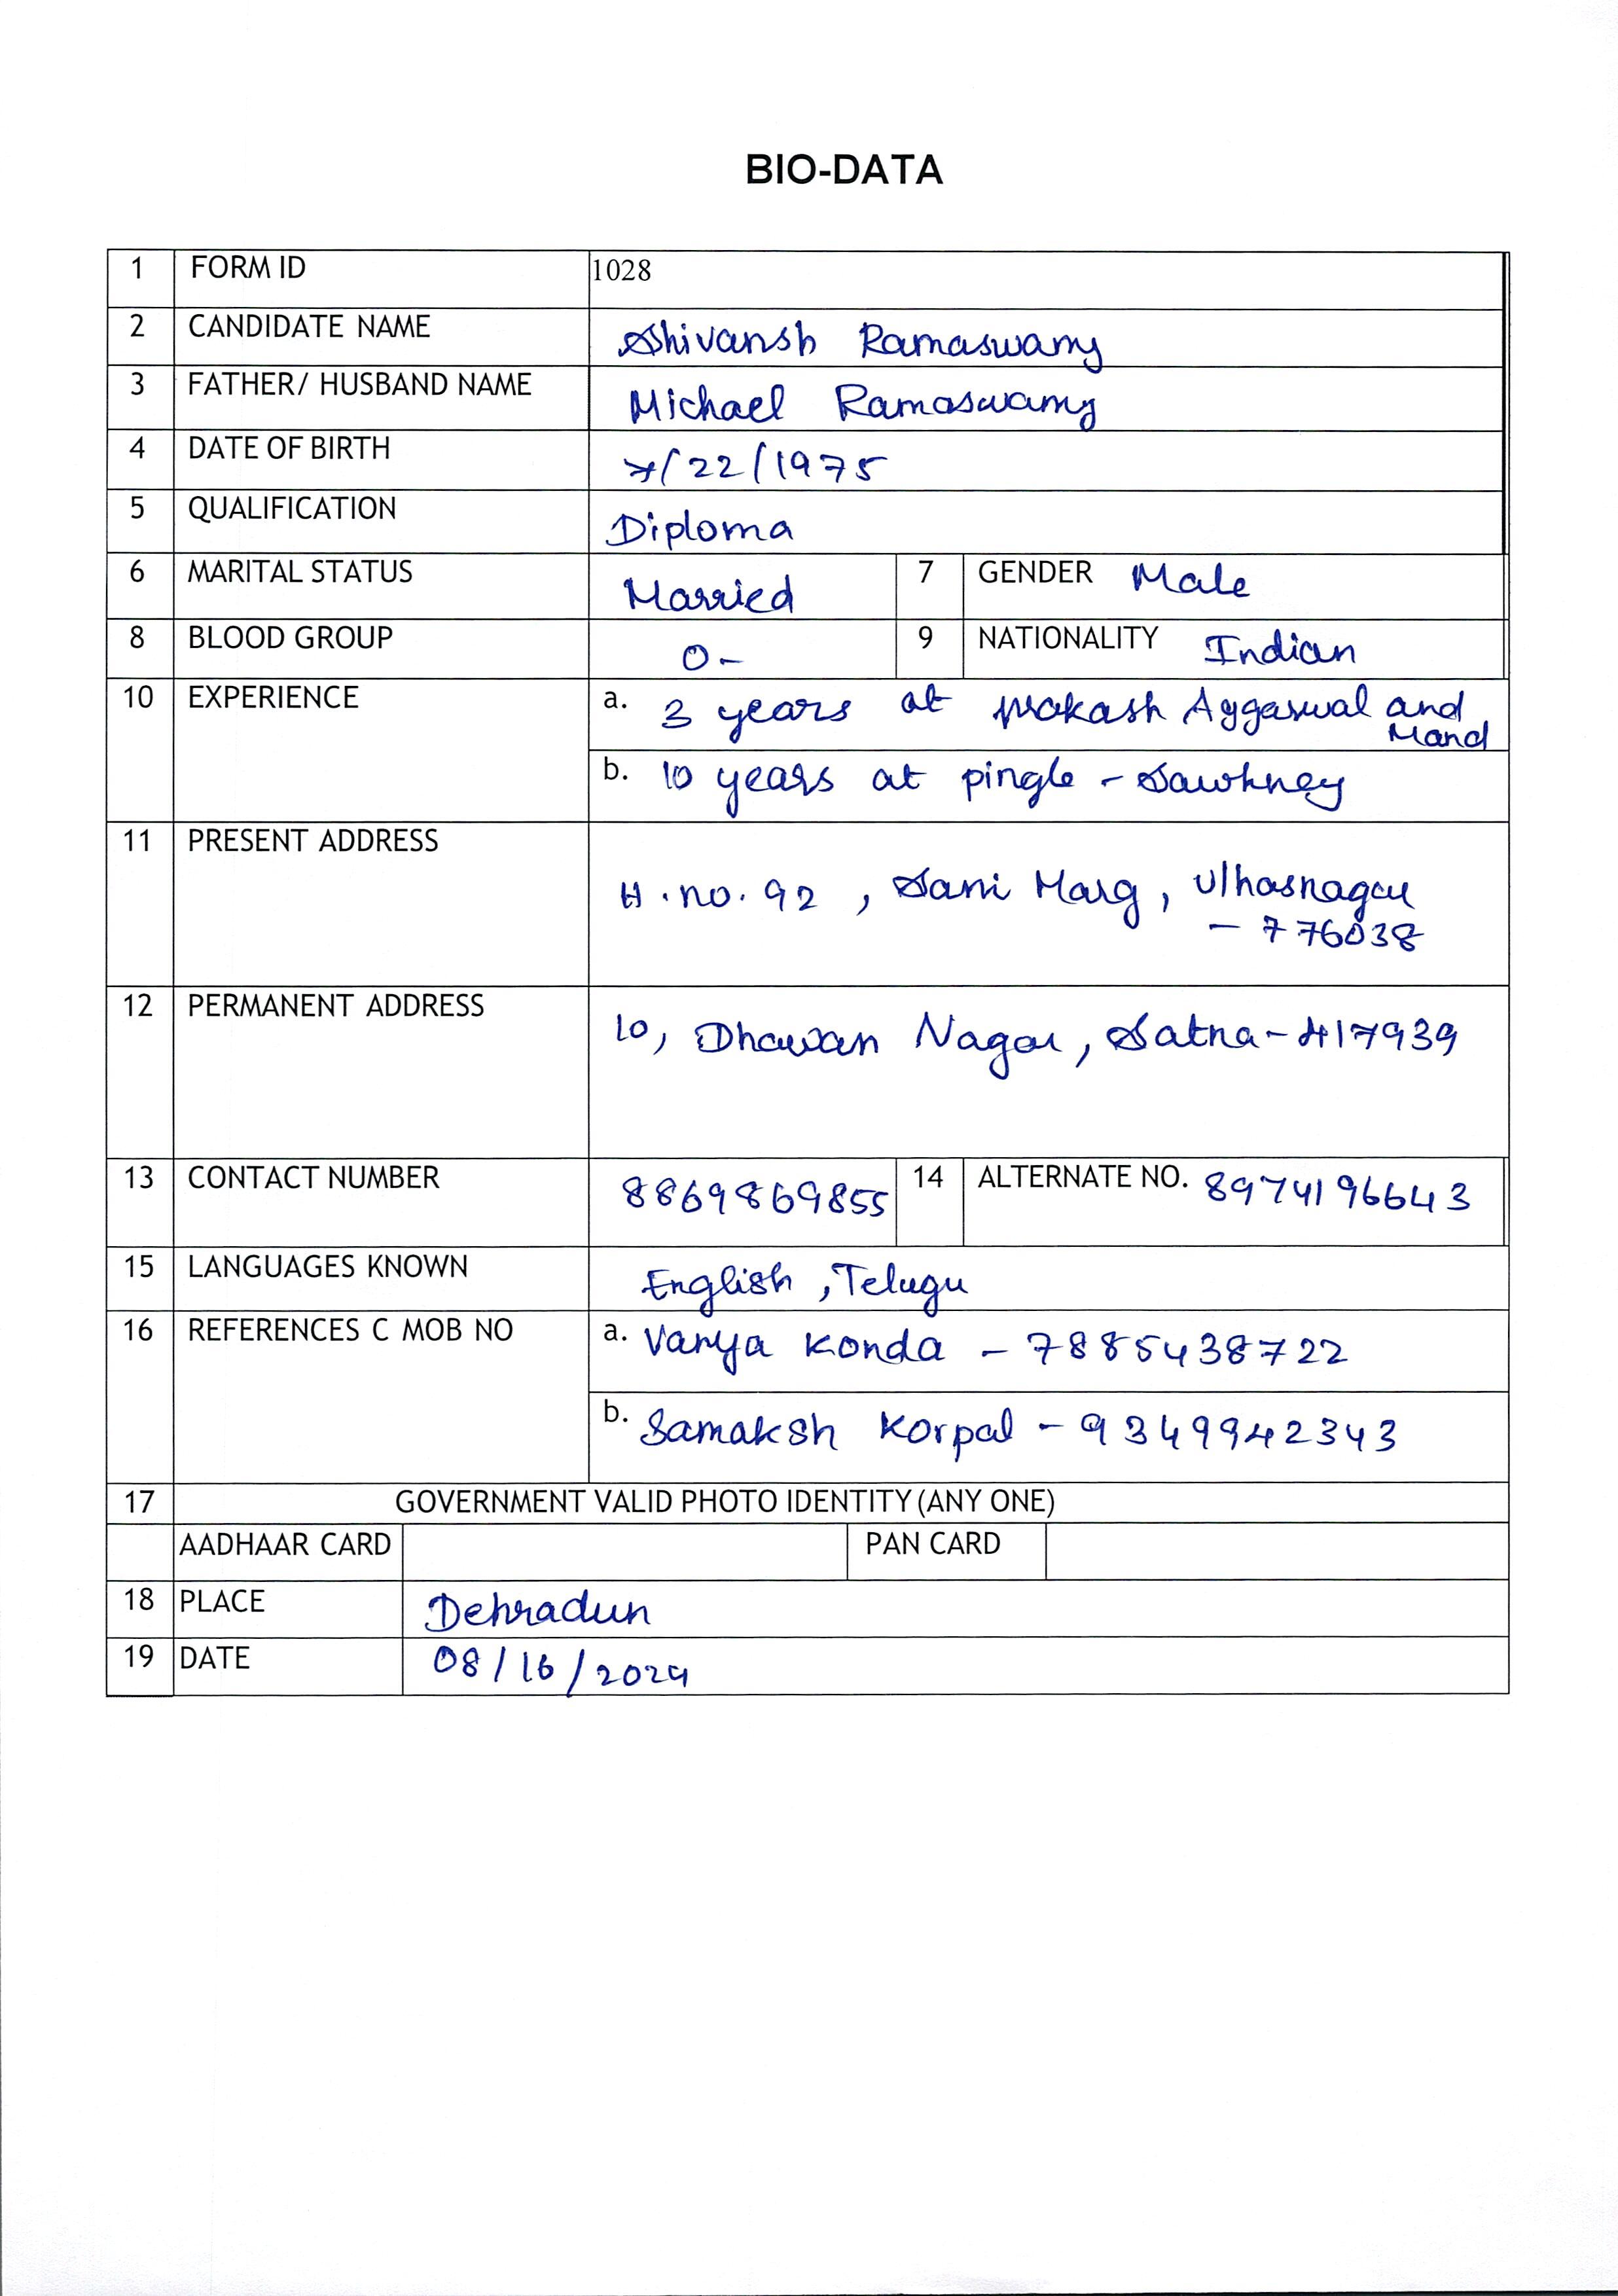 BIO-DATA
1 FORM ID 1028
2 CANDIDATE NAME Shivansh Ramaswamy
3 FATHER/ HUSBAND NAME Michael Ramaswamy
4 DATE OF BIRTH 7/22/1975
5 QUALIFICATION Diploma
6 MARITAL STATUS Married 7 GENDER Male
8 BLOOD GROUP O- 9 NATIONALITY Indian
10 EXPERIENCE a. 3 years at prakash Aggarwal and
Mand
b. 10 years at pingle - Sawhney
11 PRESENT ADDRESS
H.no. 92, Sani Marg, Ulhasnagar
- 776038
12 PERMANENT ADDRESS 10, Dhawan Nagar, Satna-417939
13 CONTACT NUMBER 8869869855 14 ALTERNATE NO. 8974196643
15 LANGUAGES KNOWN English, Telugu
16 REFERENCES C MOB NO a. Vanya Konda - 7885438722
b. Samaksh Korpal - 9349942343
17 GOVERNMENT VALID PHOTO IDENTITY (ANY ONE)
AADHAAR CARD PAN CARD
18 PLACE Dehradun
19 DATE 08/16/2024